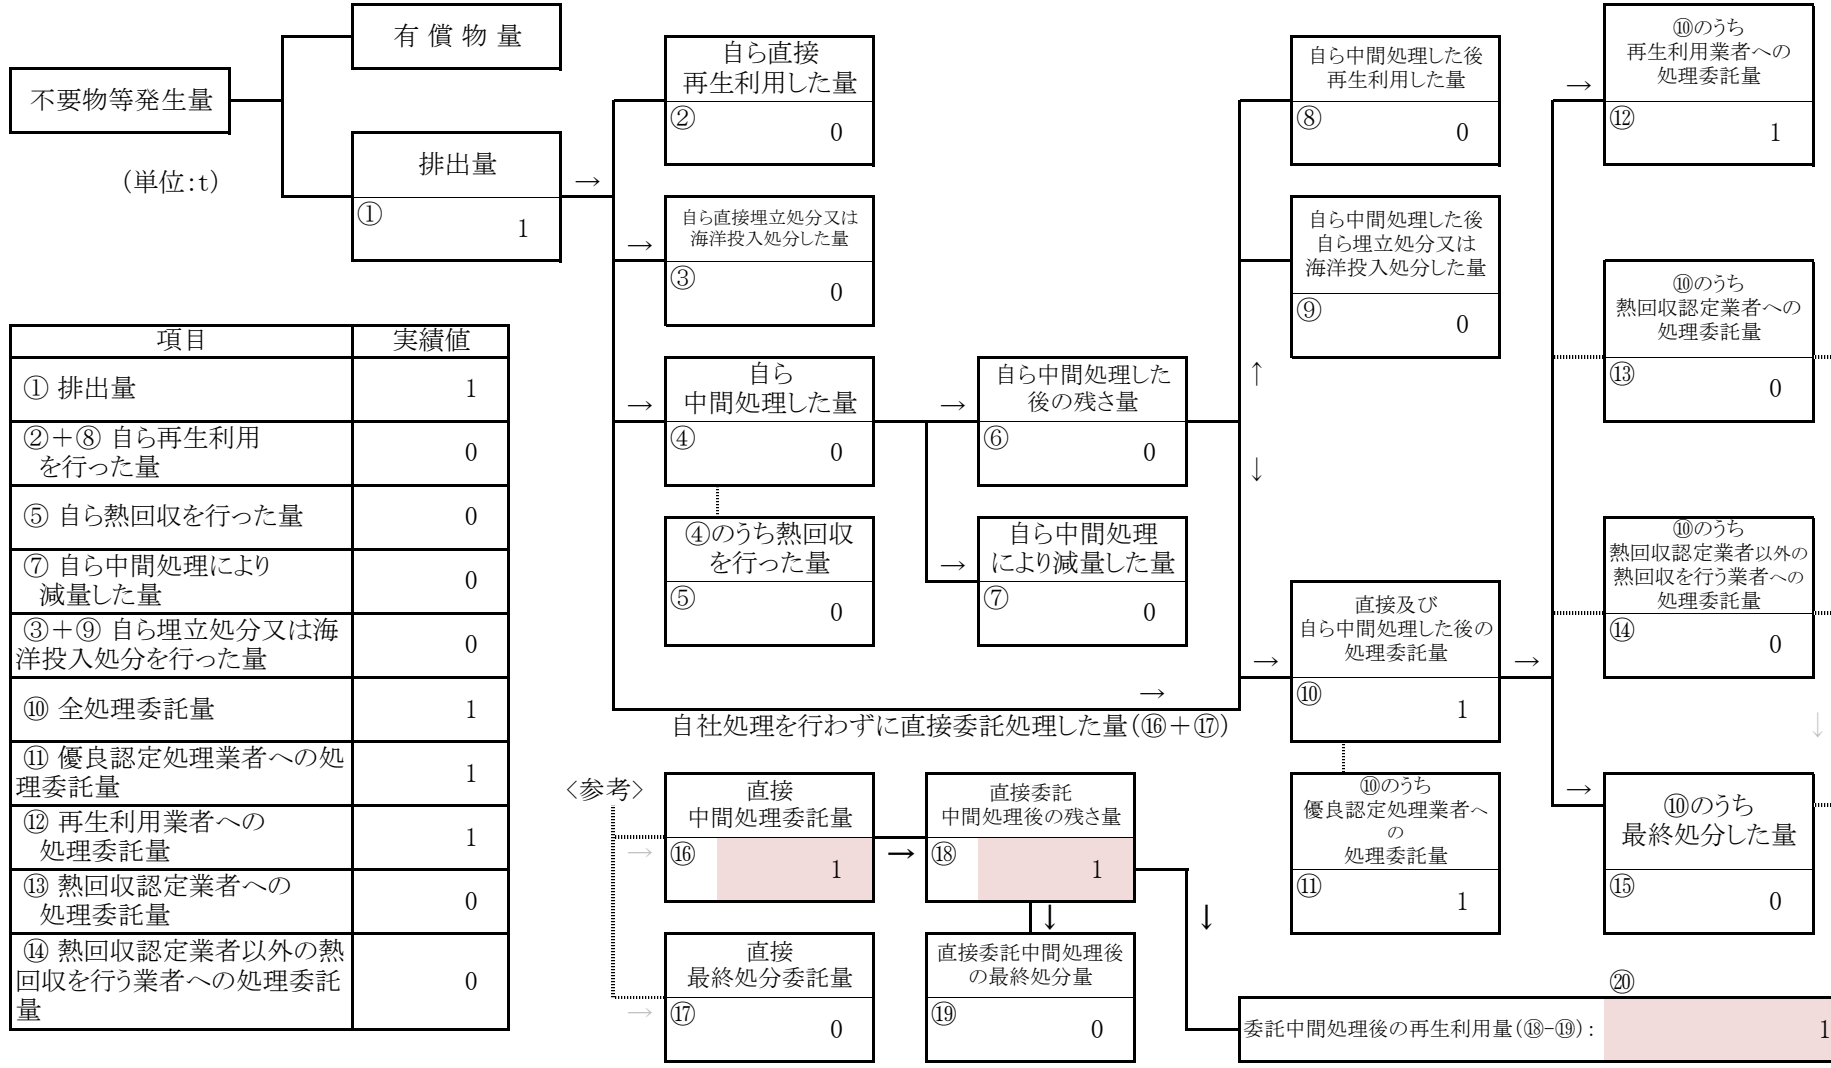 不要物等発生量
有 償 物 量
(単位:t)
排出量
①
1
→
自ら直接
再生利用した量
②
0
→
自ら直接埋立処分又は
海洋投入処分した量
③
0
→
自ら
中間処理した量
④
0
④のうち熱回収
を行った量
⑤
0
→
自ら中間処理した
後の残さ量
⑥
0
→
自ら中間処理
により減量した量
⑦
0
↑
↓
自ら中間処理した後
再生利用した量
⑧
0
自ら中間処理した後
自ら埋立処分又は
海洋投入処分した量
⑨
0
→
自社処理を行わずに直接委託処理した量(⑯+⑰)
→
直接及び
自ら中間処理した後の
処理委託量
⑩
1
⑩のうち
優良認定処理業者へ
の
処理委託量
⑪
1
→
→
⑩のうち
再生利用業者への
処理委託量
⑫
1
⑩のうち
熱回収認定業者への
処理委託量
⑬
0
⑩のうち
熱回収認定業者以外の
熱回収を行う業者への
処理委託量
⑭
0
↓
→
⑩のうち
最終処分した量
⑮
0
項目 実績値
① 排出量 1
②+⑧ 自ら再生利用
を行った量 0
⑤ 自ら熱回収を行った量 0
⑦ 自ら中間処理により
減量した量 0
③+⑨ 自ら埋立処分又は海
洋投入処分を行った量 0
⑩ 全処理委託量 1
⑪ 優良認定処理業者への処
理委託量 1
⑫ 再生利用業者への
処理委託量 1
⑬ 熱回収認定業者への
処理委託量 0
⑭ 熱回収認定業者以外の熱
回収を行う業者への処理委託
量 0
<参考>
→
直接
中間処理委託量
⑯
1
→
直接委託
中間処理後の残さ量
⑱
1
↓
↓
→
直接
最終処分委託量
⑰
0
直接委託中間処理後
の最終処分量
⑲
0
⑳
委託中間処理後の再生利用量(⑱-⑲):
1